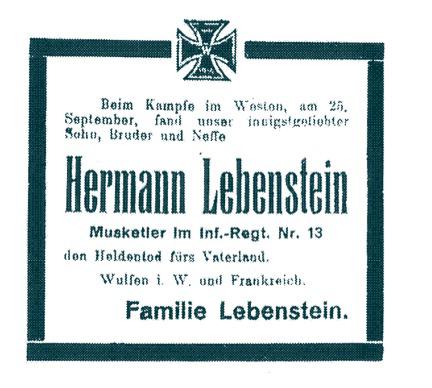 W
Beim Kampfe im Westen, am 25.
September, fand unser innigstgeliebter
Sohn, Bruder und Neffe
Hermann Lebenstein
Musketier im Inf.-Regt. Nr. 13
den Heldentod fürs Vaterland.
Wulfen i. W. und Frankreich.
Familie Lebenstein.